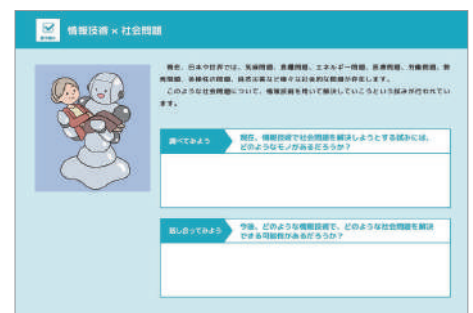 情報技術 × 社会問題
現在、日本や世界では、気候問題、食糧問題、エネルギー問題、医療問題、労働問題、教
育問題、多様性の問題、自然災害など様々な社会的な問題が存在します。
このような社会問題について、情報技術を用いて解決していこうという試みが行われてい
ます。
調べてみよう
現在、情報技術で社会問題を解決しようとする試みには、
どのようなモノがあるだろうか？
話し合ってみよう
今後、どのような情報技術で、どのような社会問題を解決
できる可能性があるだろうか？